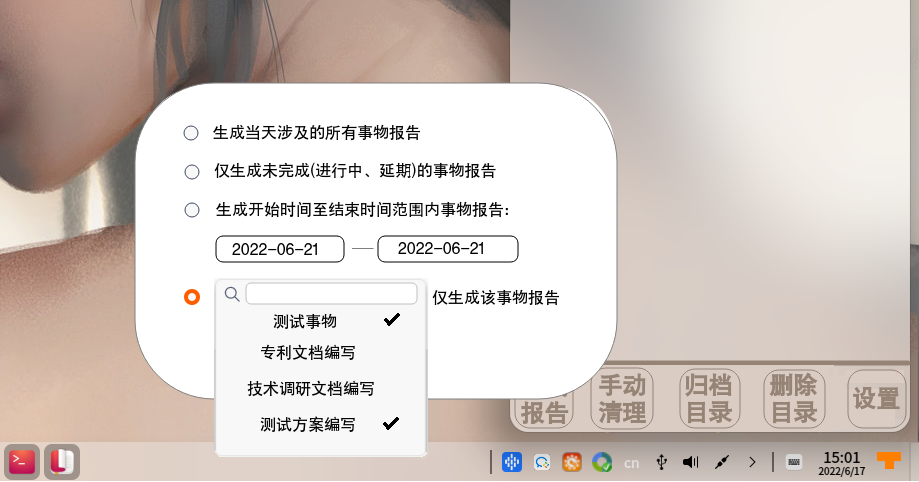 生成当天涉及的所有事物报告
仅生成未完成(进行中、延期)的事物报告
生成开始时间至结束时间范围内事物报告:
2022-06-21 — 2022-06-21
仅生成该事物报告
测试事物
专利文档编写
技术调研文档编写
测试方案编写
报告
手动
清理
归档
目录
删除
目录
设置
cn
15:01
2022/6/17